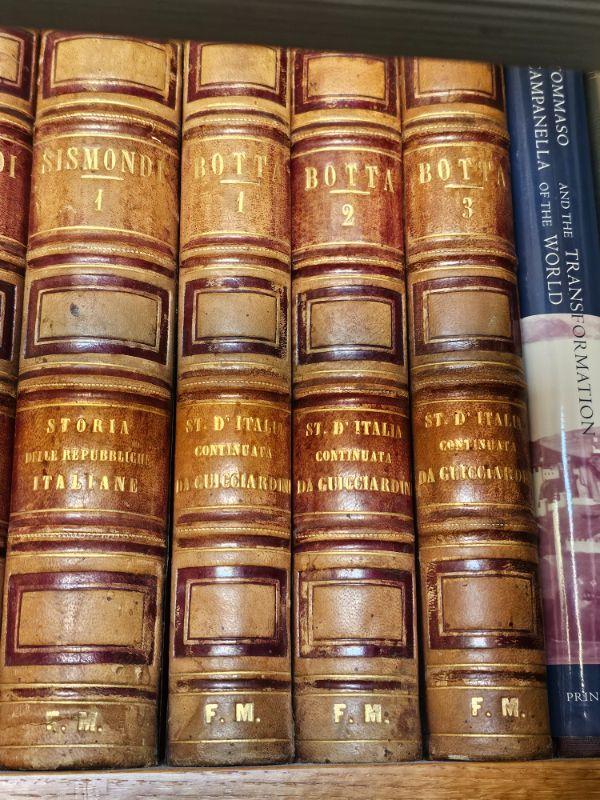 DI
SISMONDI
1
STORIA
DELLE REPUBBLICHE
ITALIANE
F. M.
BOTTA
1
ST. D' ITALIA
CONTINUATA
DA GUICCIARDINI
F. M.
BOTTA
2
ST. D' ITALIA
CONTINUATA
DA GUICCIARDINI
F. M.
BOTTA
3
ST. D' ITALIA
CONTINUATA
DA GUICCIARDINI
F. M.
TOMMASO
CAMPANELLA
AND THE
OF THE
TRANSFORMATION
WORLD
PRIN